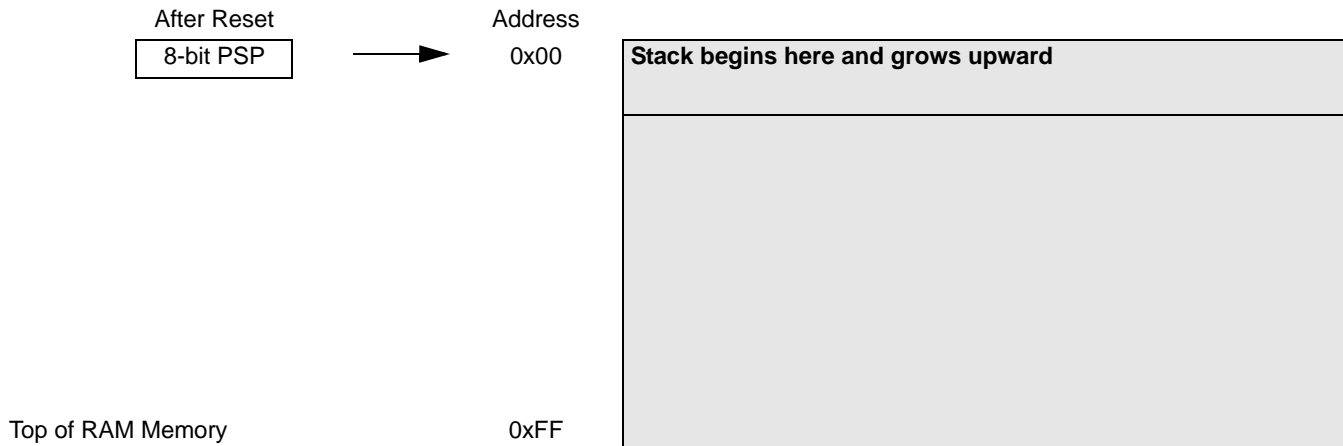 After Reset Address
8-bit PSP 0x00 Stack begins here and grows upward
Top of RAM Memory 0xFF